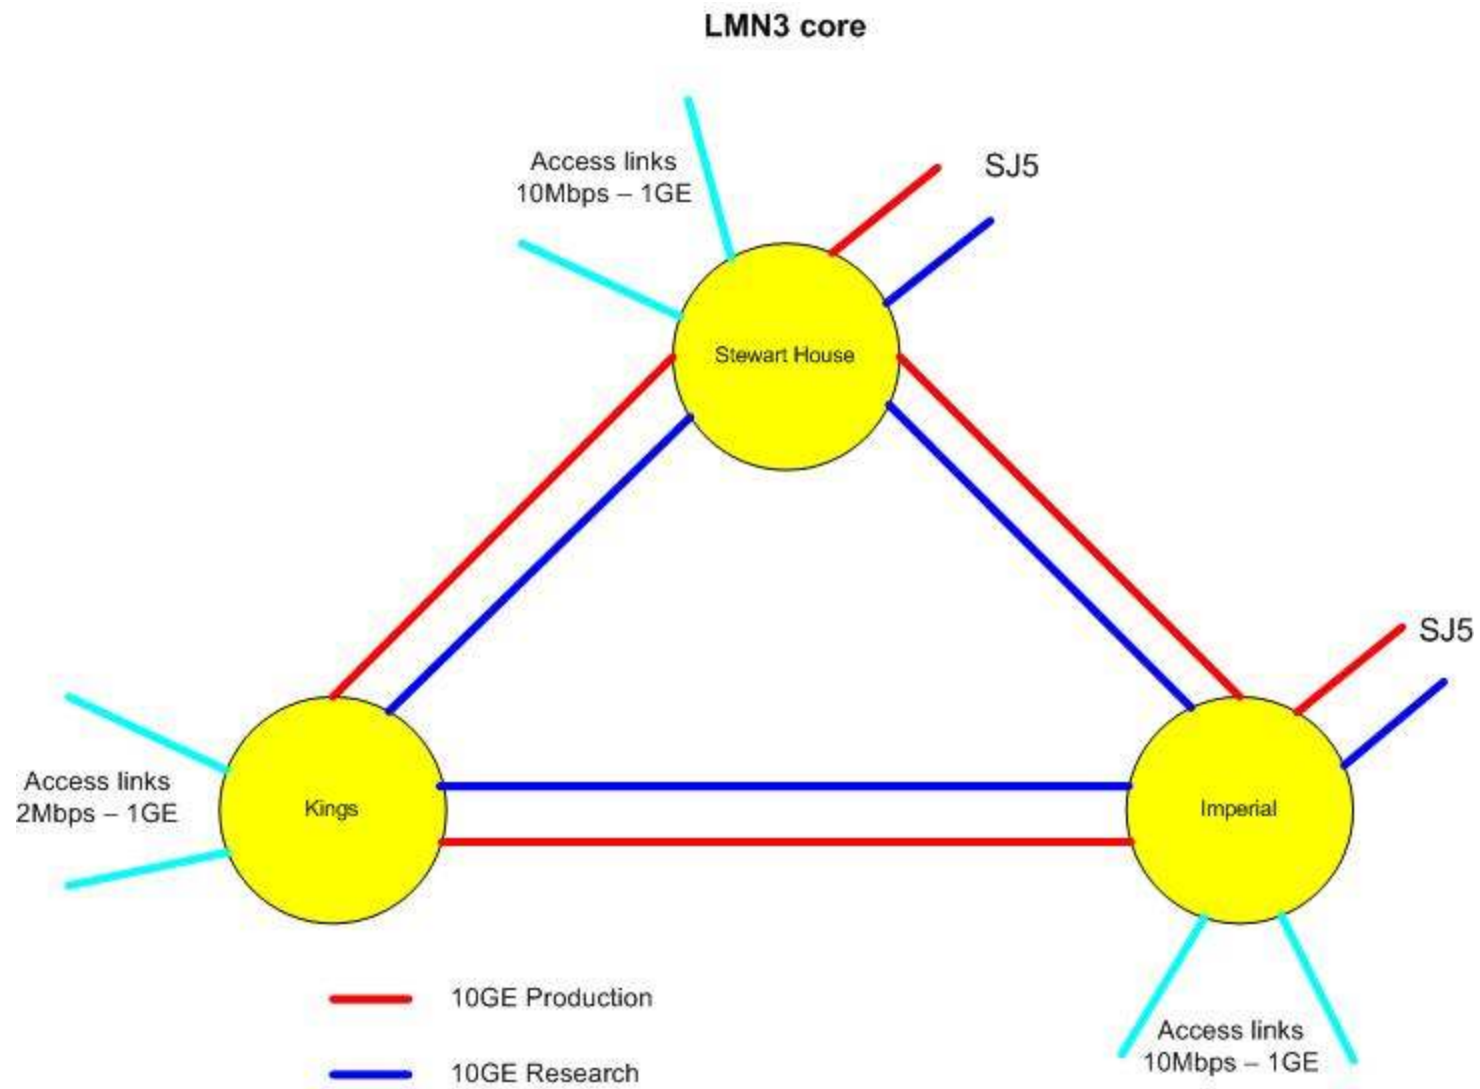 LMN3 core
Access links
10Mbps – 1GE
SJ5
Stewart House
SJ5
Access links
2Mbps – 1GE
Kings
Imperial
10GE Production
Access links
10Mbps – 1GE
10GE Research